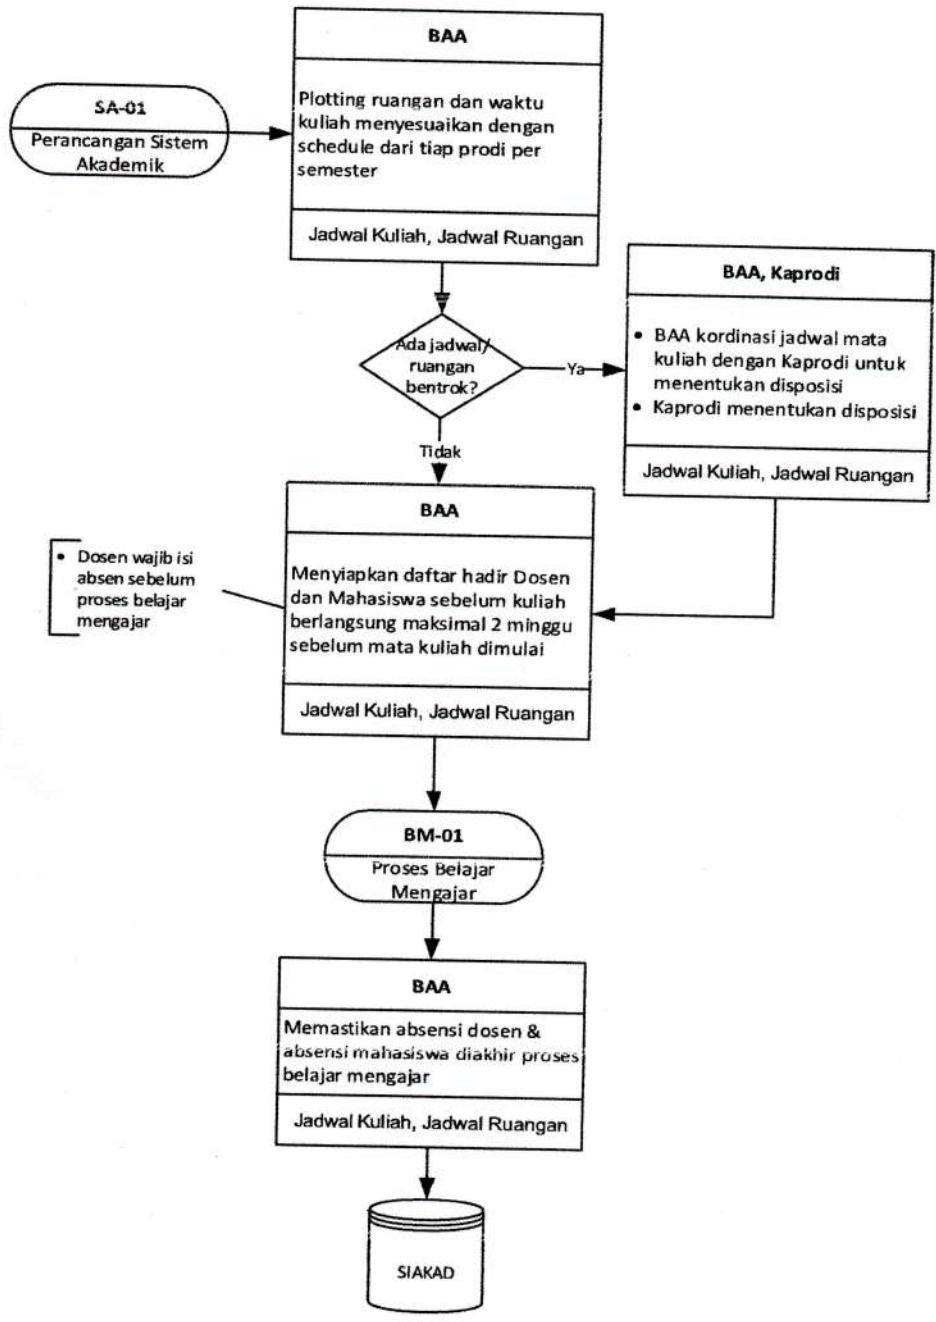 BAA
Plotting ruangan dan waktu
kuliah menyesuaikan dengan
schedule dari tiap prodi per
semester
Jadwal Kuliah, Jadwal Ruangan
SA-01
Perancangan Sistem
Akademik
Ada jadwal/
ruangan
bentrok?
Ya
BAA, Kaprodi
• BAA kordinasi jadwal mata
kuliah dengan Kaprodi untuk
menentukan disposisi
• Kaprodi menentukan disposisi
Jadwal Kuliah, Jadwal Ruangan
Tidak
BAA
Menyiapkan daftar hadir Dosen
dan Mahasiswa sebelum kuliah
berlangsung maksimal 2 minggu
sebelum mata kuliah dimulai
Jadwal Kuliah, Jadwal Ruangan
• Dosen wajib isi
absen sebelum
proses belajar
mengajar
BM-01
Proses Belajar
Mengajar
BAA
Memastikan absensi dosen &
absensi mahasiswa diakhir proses
belajar mengajar
Jadwal Kuliah, Jadwal Ruangan
SIAKAD